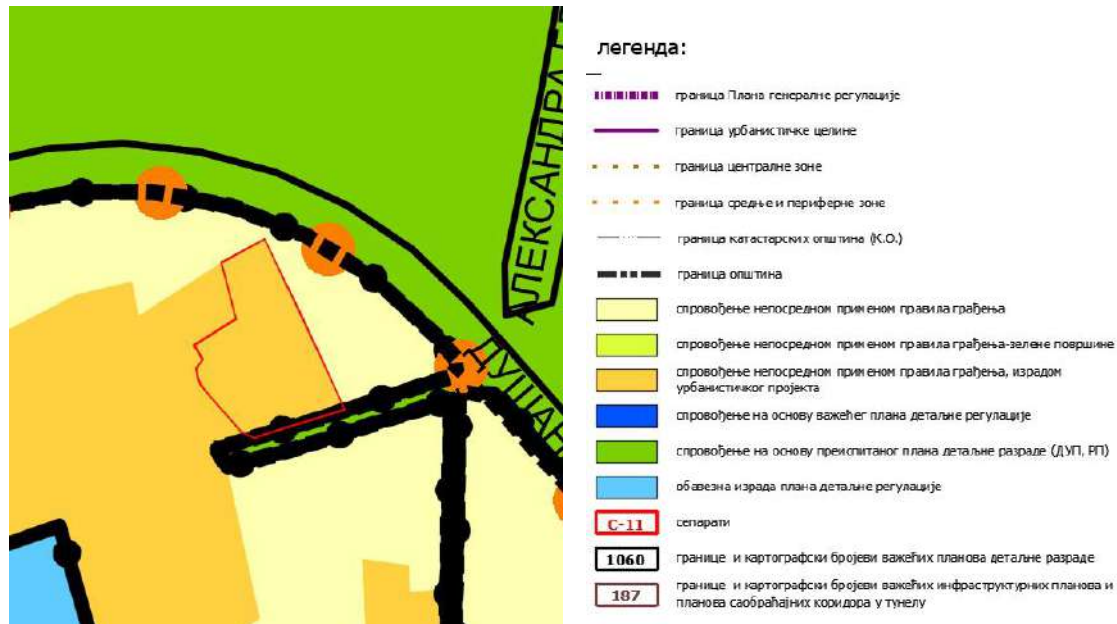 АЛЕКСАНДРА
ДУШАН
легенда:
граница Плана генералне регулације
граница урбанистичке целине
граница централне зоне
граница средње и периферне зоне
граница катастарских општина (К.О.)
граница општина
спровођење непосредном применом правила грађења
спровођење непосредном применом правила грађења-зелене површине
спровођење непосредном применом правила грађења, израдом
урбанистичког пројекта
спровођење на основу важећег плана детаљне регулације
спровођење на основу преиспитаног плана детаљне разраде (ДУП, РП)
обавезна израда плана детаљне регулације
С-11 сепарати
1060 границе и картографски бројеви важећих планова детаљне разраде
187 границе и картографски бројеви важећих инфраструктурних планова и
планова саобраћајних коридора у тунелу